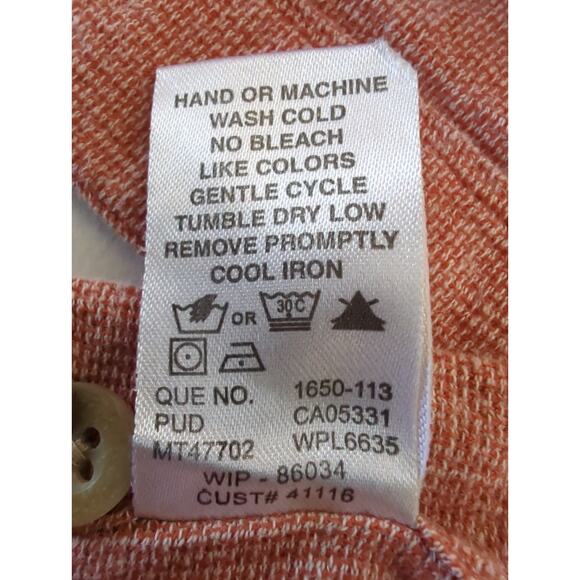 HAND OR MACHINE
WASH COLD
NO BLEACH
LIKE COLORS
GENTLE CYCLE
TUMBLE DRY LOW
REMOVE PROMPTLY
COOL IRON
OR 30C
QUE NO. 1650-113
PUD CA05331
MT47702 WPL6635
WIP - 86034
CUST# 41116